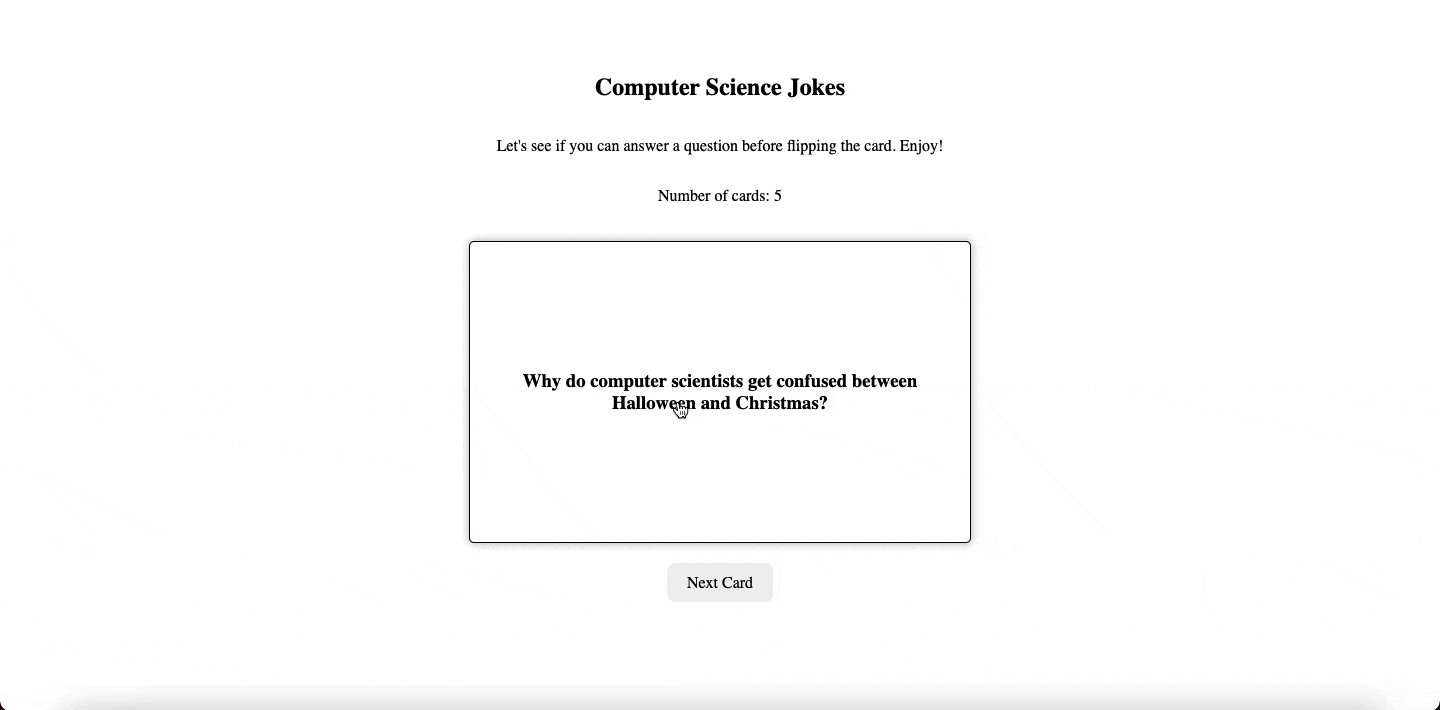 Computer Science Jokes
Let's see if you can answer a question before flipping the card. Enjoy!
Number of cards: 5
Why do computer scientists get confused between
Halloween and Christmas?
Next Card